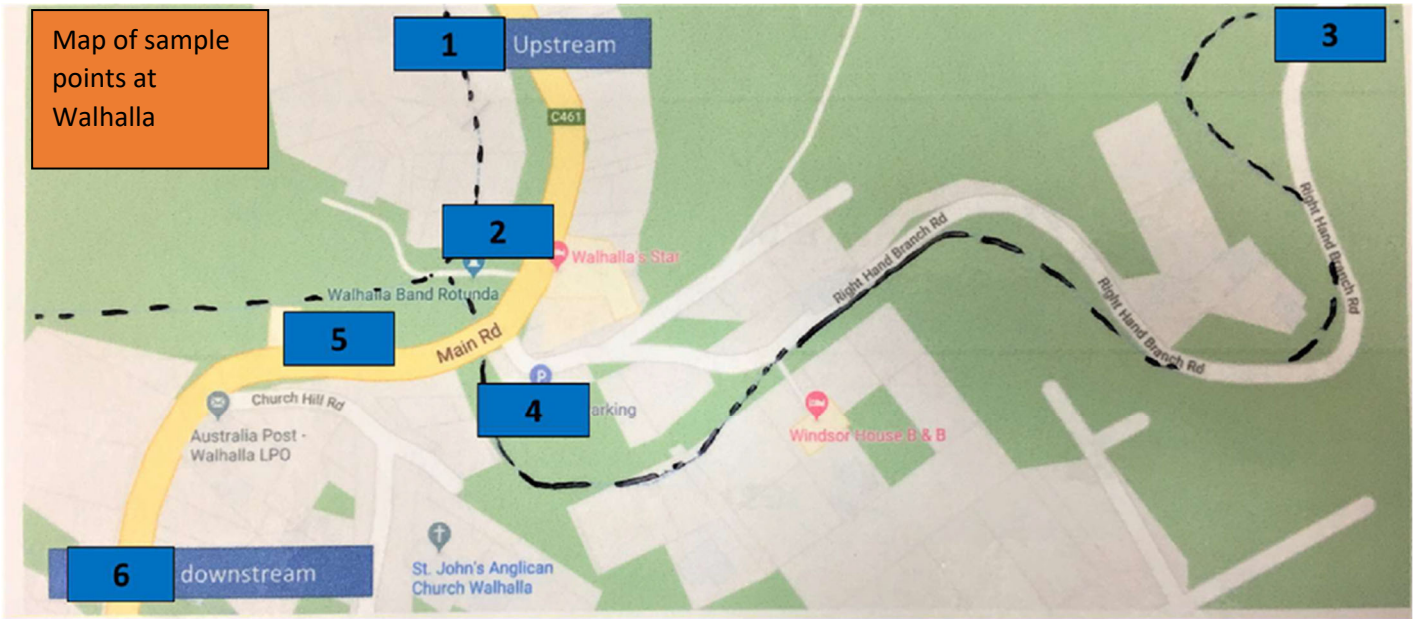 Map of sample
points at
Walhalla
1
Upstream
3
C461
2
Walhalla's Star
Walhalla Band Rotunda
Right Hand Branch Rd
Right Hand Branch Rd
Right Hand Branch Rd
5
Main Rd
P
4
arking
Church Hill Rd
Australia Post -
Walhalla LPO
Windsor House B & B
St. John's Anglican
Church Walhalla
6
downstream